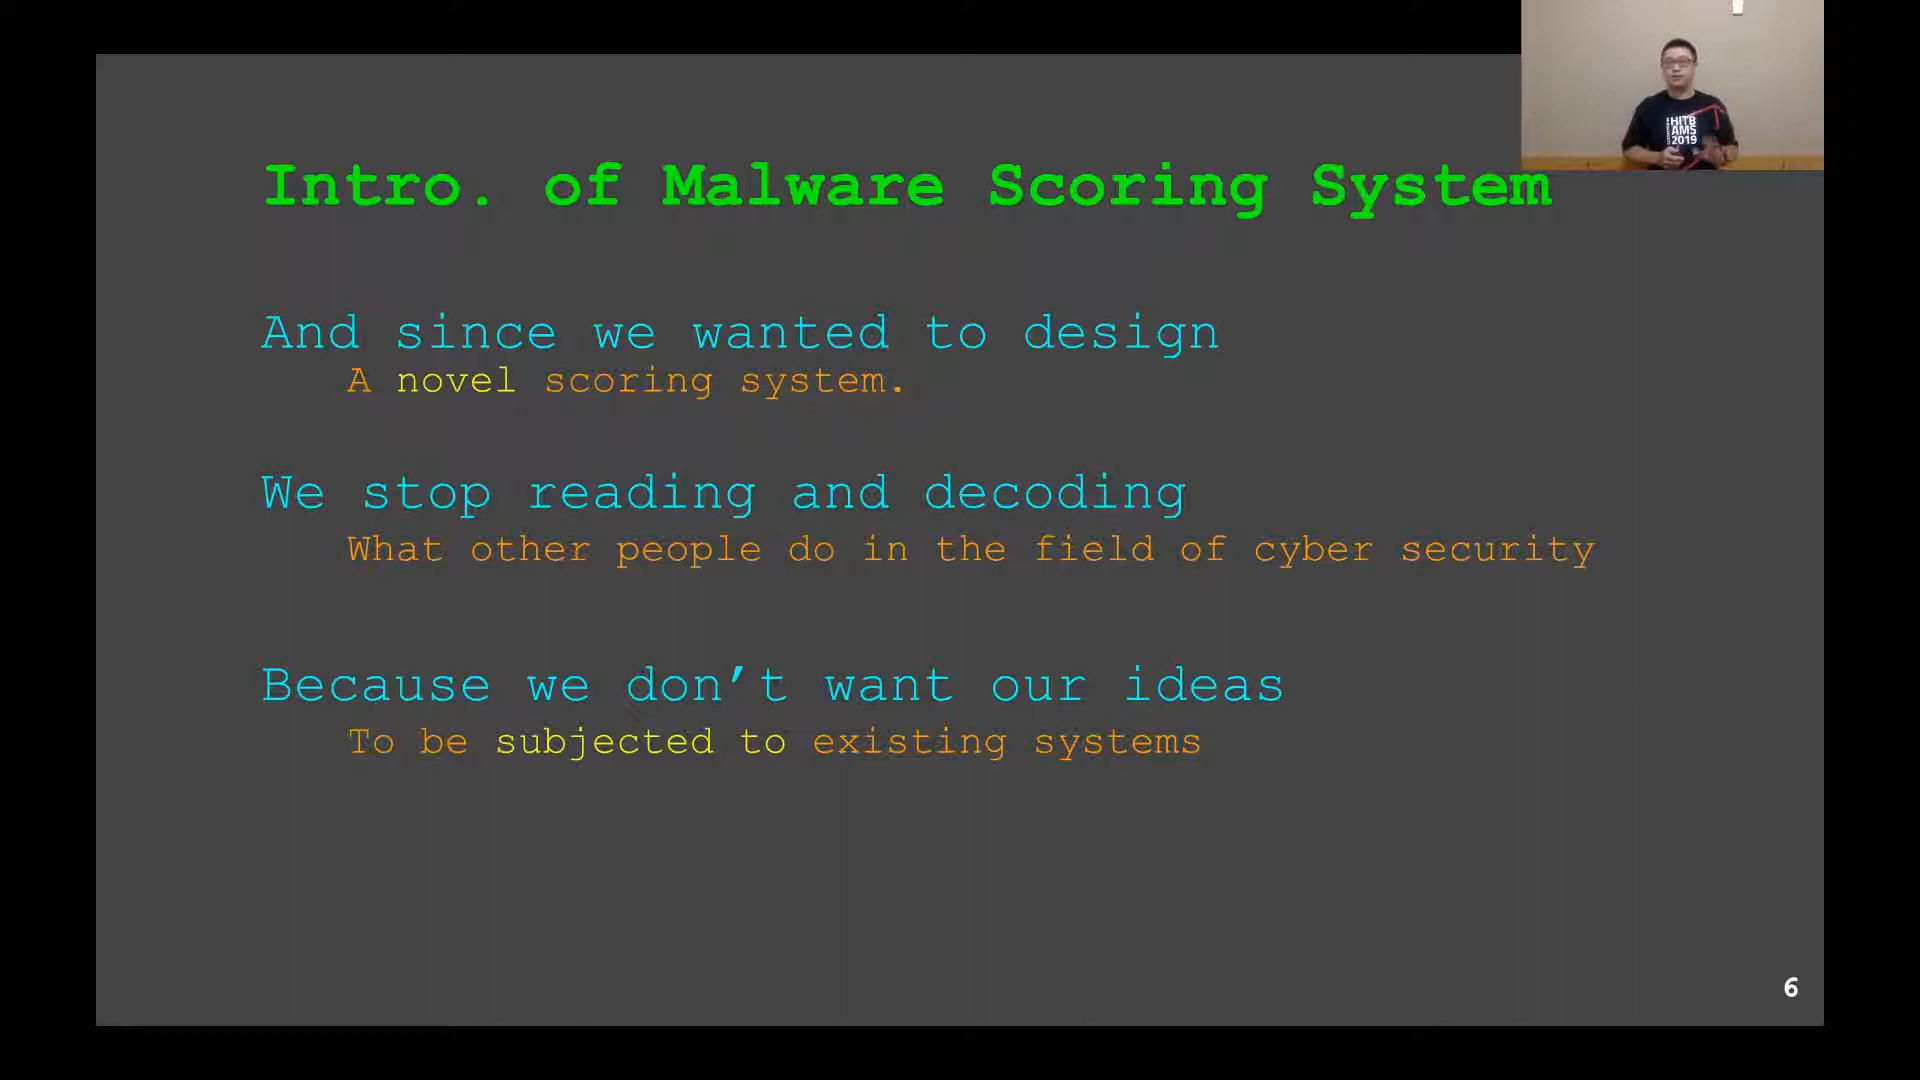 Intro. of Malware Scoring System
And since we wanted to design
A novel scoring system.
We stop reading and decoding
What other people do in the field of cyber security
Because we don’t want our ideas
To be subjected to existing systems
6
HITB
AMS
2019